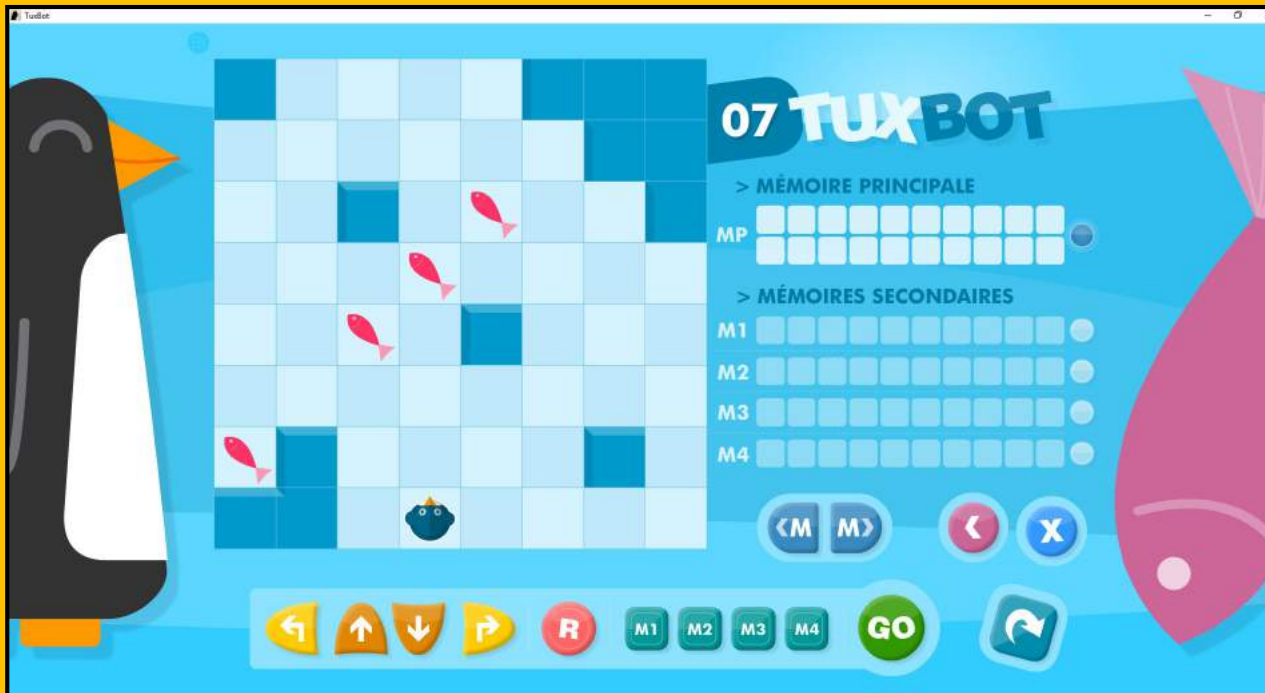 TuxBot
07 TUXBOT
> MÉMOIRE PRINCIPALE
MP
> MÉMOIRES SECONDAIRES
M1
M2
M3
M4
<M M>
X
R M1 M2 M3 M4 GO